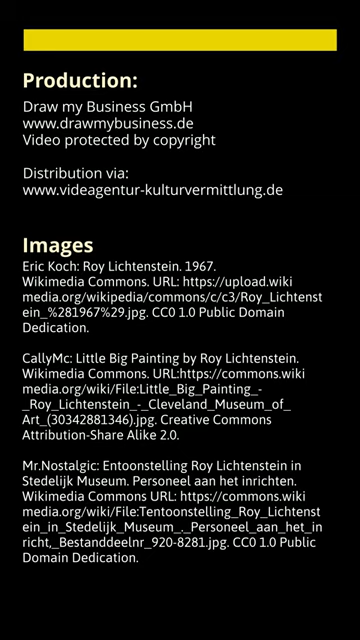 Production:
Draw my Business GmbH
www.drawmybusiness.de
Video protected by copyright
Distribution via:
www.videagentur-kulturvermittlung.de
Images
Eric Koch: Roy Lichtenstein. 1967.
Wikimedia Commons. URL: https://upload.wiki
media.org/wikipedia/commons/c/c3/Roy_Lichtenst
ein_%281967%29.jpg. CC0 1.0 Public Domain
Dedication.
CallyMc: Little Big Painting by Roy Lichtenstein.
Wikimedia Commons. URL:https://commons.wiki
media.org/wiki/File:Little_Big_Painting_-
_Roy_Lichtenstein_-_Cleveland_Museum_of_
Art_(30342881346).jpg. Creative Commons
Attribution-Share Alike 2.0.
Mr.Nostalgic: Entoonstelling Roy Lichtenstein in
Stedelijk Museum. Personeel aan het inrichten.
Wikimedia Commons URL: https://commons.wiki
media.org/wiki/File:Tentoonstelling_Roy_Lichtenst
ein_in_Stedelijk_Museum_._Personeel_aan_het_in
richt,_Bestanddeelnr_920-8281.jpg. CC0 1.0 Public
Domain Dedication.